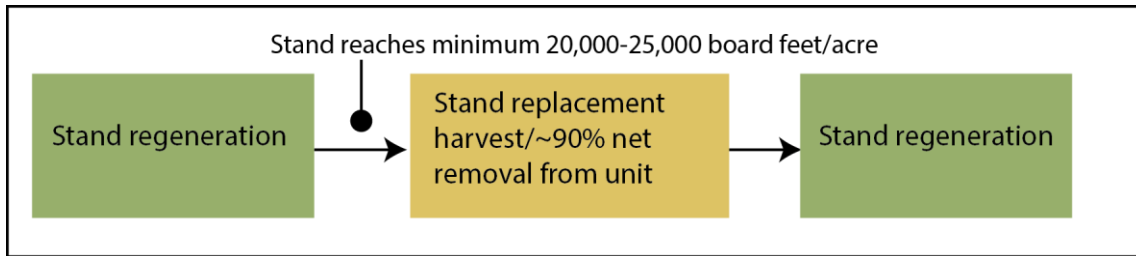 Stand reaches minimum 20,000-25,000 board feet/acre
Stand regeneration
Stand replacement
harvest/~90% net
removal from unit
Stand regeneration